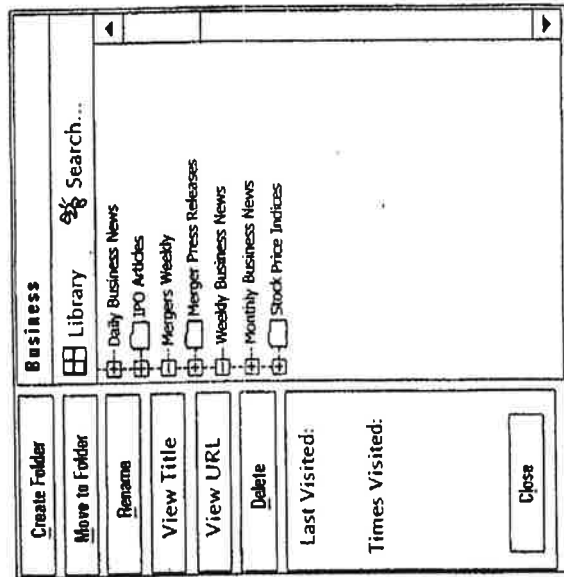 Business
Library Search...
Daily Business News
IPO Articles
Mergers Weekly
Merger Press Releases
Weekly Business News
Monthly Business News
Stock Price Indices
Create Folder
Move to Folder
Rename
View Title
View URL
Delete
Last Visited:
Times Visited:
Close